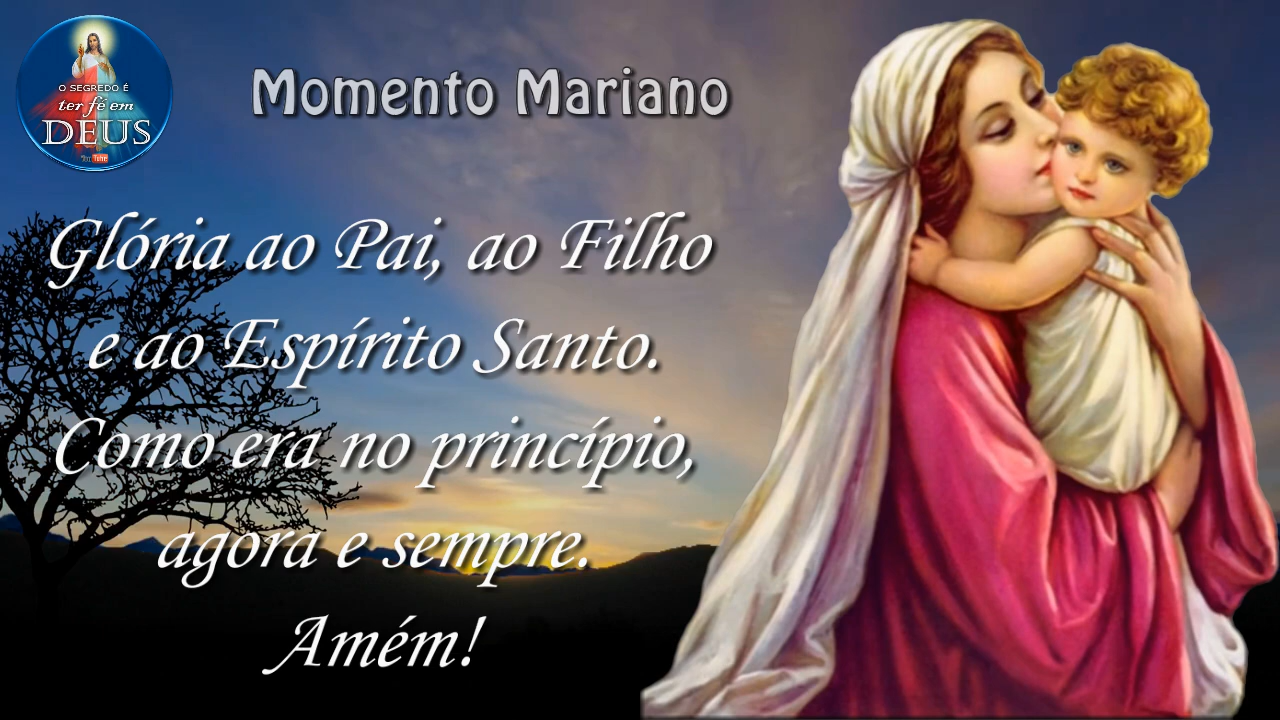 O SEGREDO É
ter fé em
DEUS
Momento Mariano
Glória ao Pai, ao Filho
e ao Espírito Santo.
Como era no princípio,
agora e sempre.
Amém!